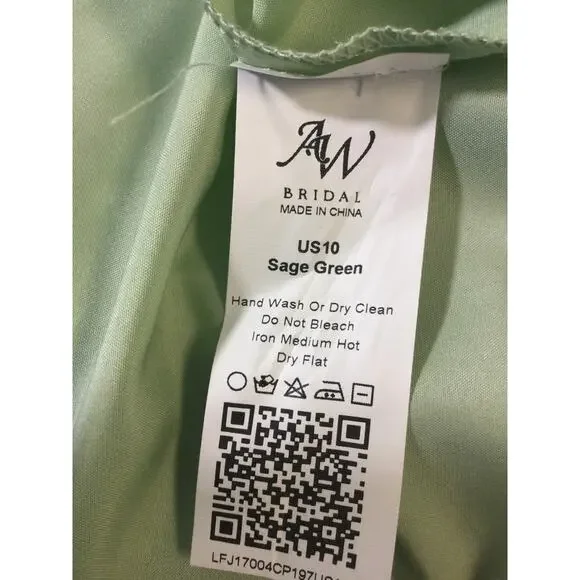 AW
BRIDAL
MADE IN CHINA
US10
Sage Green
Hand Wash Or Dry Clean
Do Not Bleach
Iron Medium Hot
Dry Flat